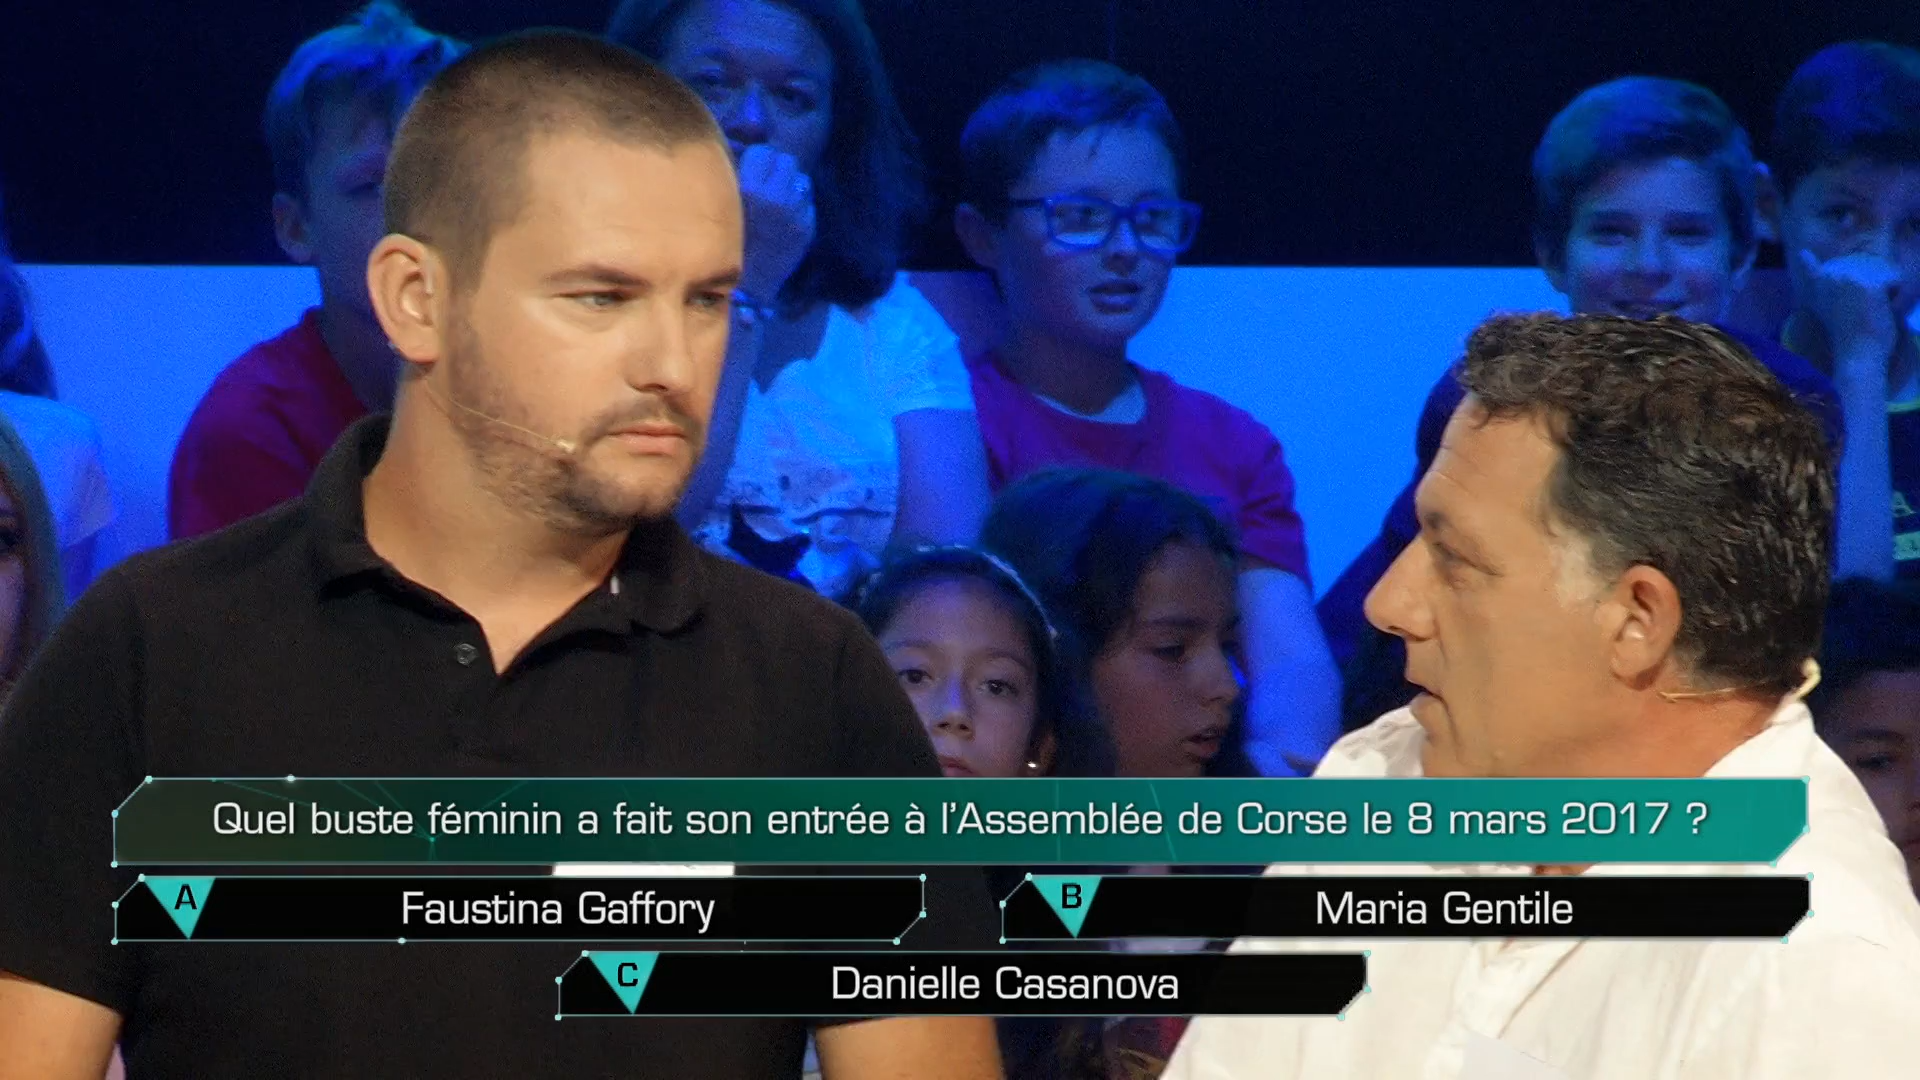 Quel buste féminin a fait son entrée à l'Assemblée de Corse le 8 mars 2017 ?
A Faustina Gaffory
B Maria Gentile
C Danielle Casanova